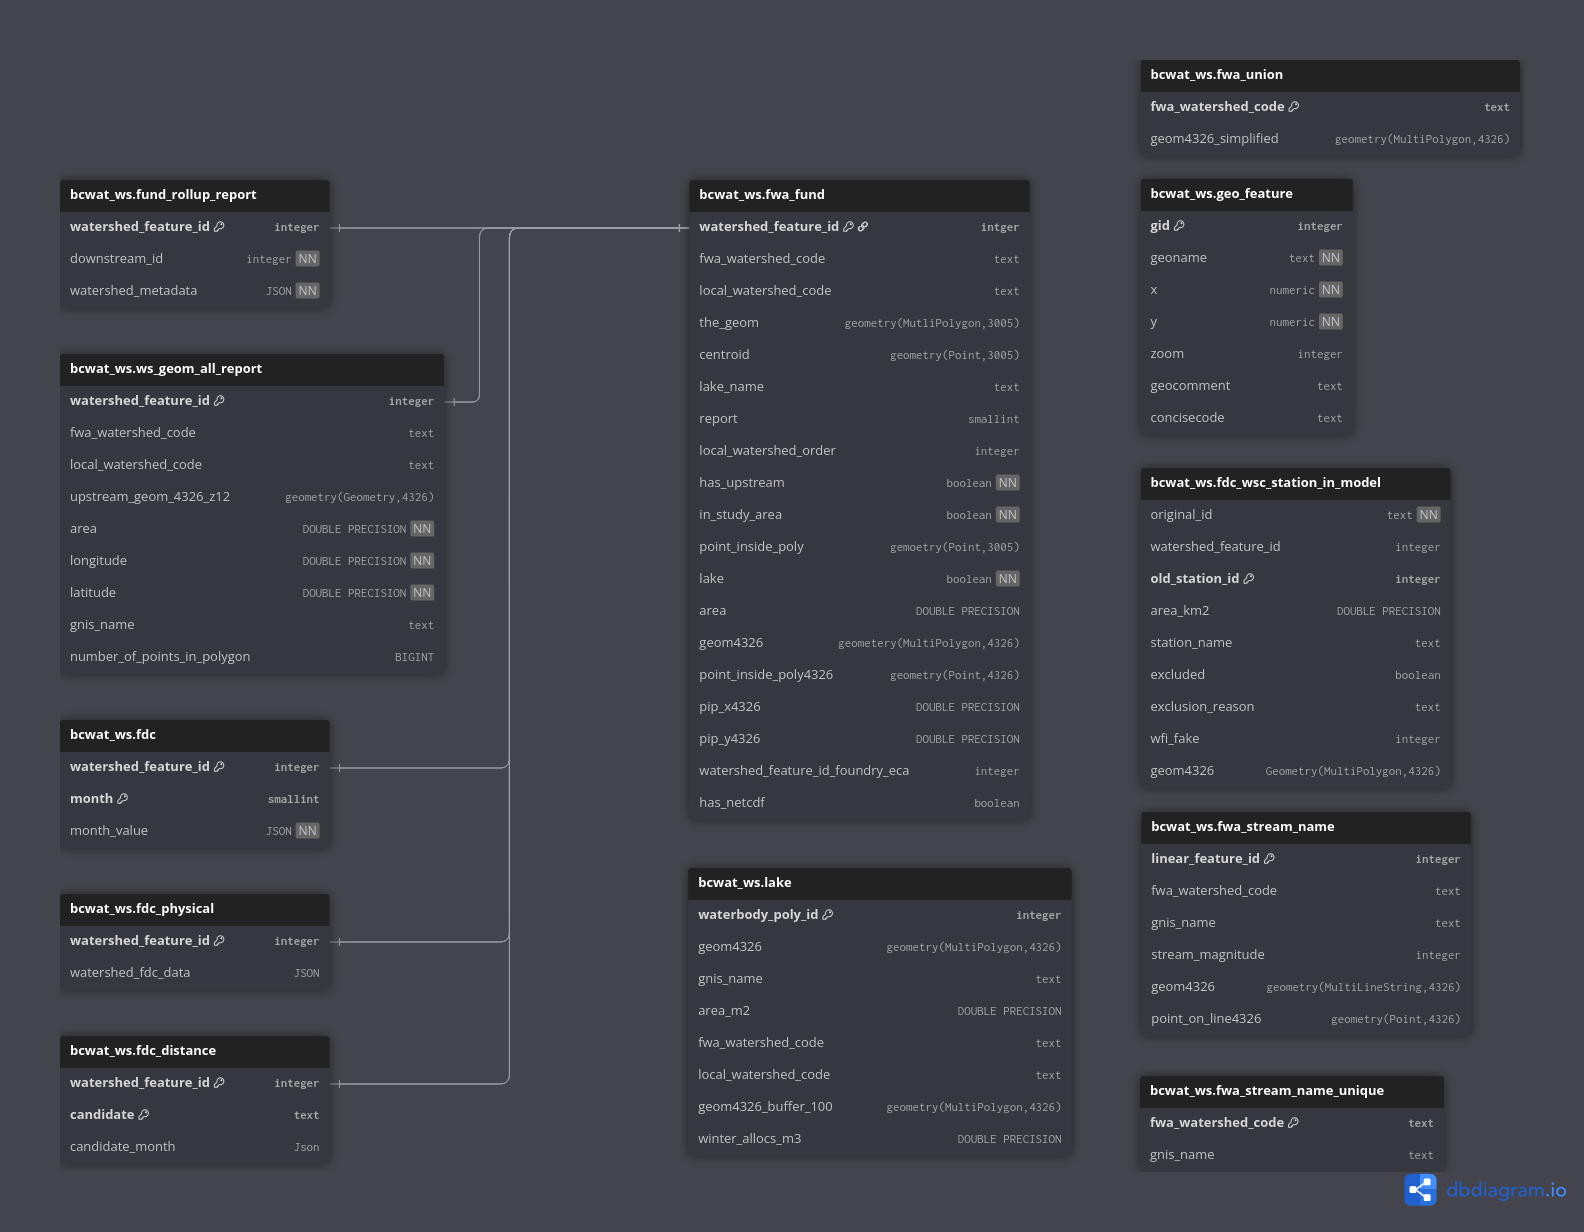 bcwat_ws.fund_rollup_report
watershed_feature_id integer
downstream_id integer NN
watershed_metadata JSON NN
bcwat_ws.ws_geom_all_report
watershed_feature_id integer
fwa_watershed_code text
local_watershed_code text
upstream_geom_4326_z12 geometry(Geometry,4326)
area DOUBLE PRECISION NN
longitude DOUBLE PRECISION NN
latitude DOUBLE PRECISION NN
gnis_name text
number_of_points_in_polygon BIGINT
bcwat_ws.fdc
watershed_feature_id integer
month smallint
month_value JSON NN
bcwat_ws.fdc_physical
watershed_feature_id integer
watershed_fdc_data JSON
bcwat_ws.fdc_distance
watershed_feature_id integer
candidate text
candidate_month Json
bcwat_ws.fwa_fund
watershed_feature_id intger
fwa_watershed_code text
local_watershed_code text
the_geom geometry(MutliPolygon,3005)
centroid geometry(Point,3005)
lake_name text
report smallint
local_watershed_order integer
has_upstream boolean NN
in_study_area boolean NN
point_inside_poly gemoetry(Point,3005)
lake boolean NN
area DOUBLE PRECISION
geom4326 geometery(MultiPolygon,4326)
point_inside_poly4326 geometry(Point,4326)
pip_x4326 DOUBLE PRECISION
pip_y4326 DOUBLE PRECISION
watershed_feature_id_foundry_eca integer
has_netcdf boolean
bcwat_ws.lake
waterbody_poly_id integer
geom4326 geometry(MultiPolygon,4326)
gnis_name text
area_m2 DOUBLE PRECISION
fwa_watershed_code text
local_watershed_code text
geom4326_buffer_100 geometry(MultiPolygon,4326)
winter_allocs_m3 DOUBLE PRECISION
bcwat_ws.fwa_union
fwa_watershed_code text
geom4326_simplified geometry(MultiPolygon,4326)
bcwat_ws.geo_feature
gid integer
geoname text NN
x numeric NN
y numeric NN
zoom integer
geocomment text
concisecode text
bcwat_ws.fdc_wsc_station_in_model
original_id text NN
watershed_feature_id integer
old_station_id integer
area_km2 DOUBLE PRECISION
station_name text
excluded boolean
exclusion_reason text
wfi_fake integer
geom4326 Geometry(MultiPolygon,4326)
bcwat_ws.fwa_stream_name
linear_feature_id integer
fwa_watershed_code text
gnis_name text
stream_magnitude integer
geom4326 geometry(MultiLineString,4326)
point_on_line4326 geometry(Point,4326)
bcwat_ws.fwa_stream_name_unique
fwa_watershed_code text
gnis_name text
dbdiagram.io